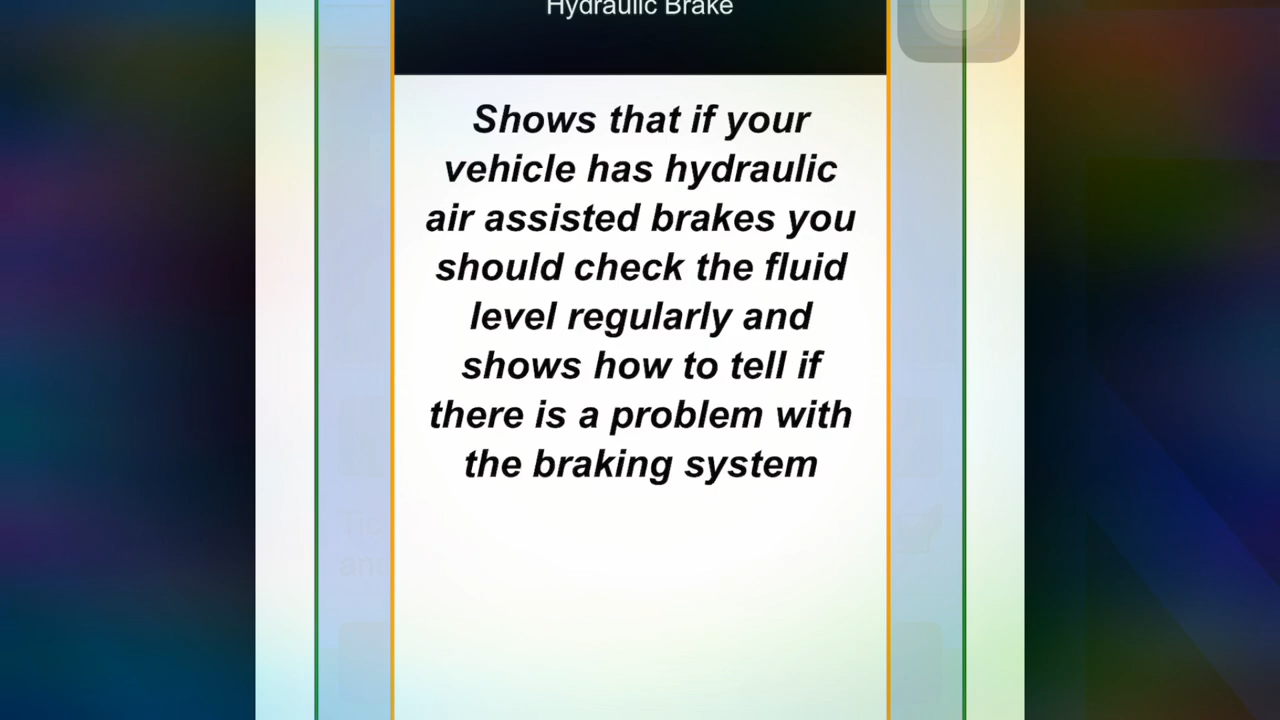 Hydraulic Brake
Shows that if your
vehicle has hydraulic
air assisted brakes you
should check the fluid
level regularly and
shows how to tell if
there is a problem with
the braking system
and